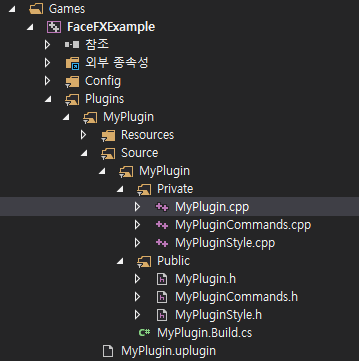 Games
FaceFXExample
참조
외부 종속성
Config
Plugins
MyPlugin
Resources
Source
MyPlugin
Private
MyPlugin.cpp
MyPluginCommands.cpp
MyPluginStyle.cpp
Public
MyPlugin.h
MyPluginCommands.h
MyPluginStyle.h
MyPlugin.Build.cs
MyPlugin.uplugin